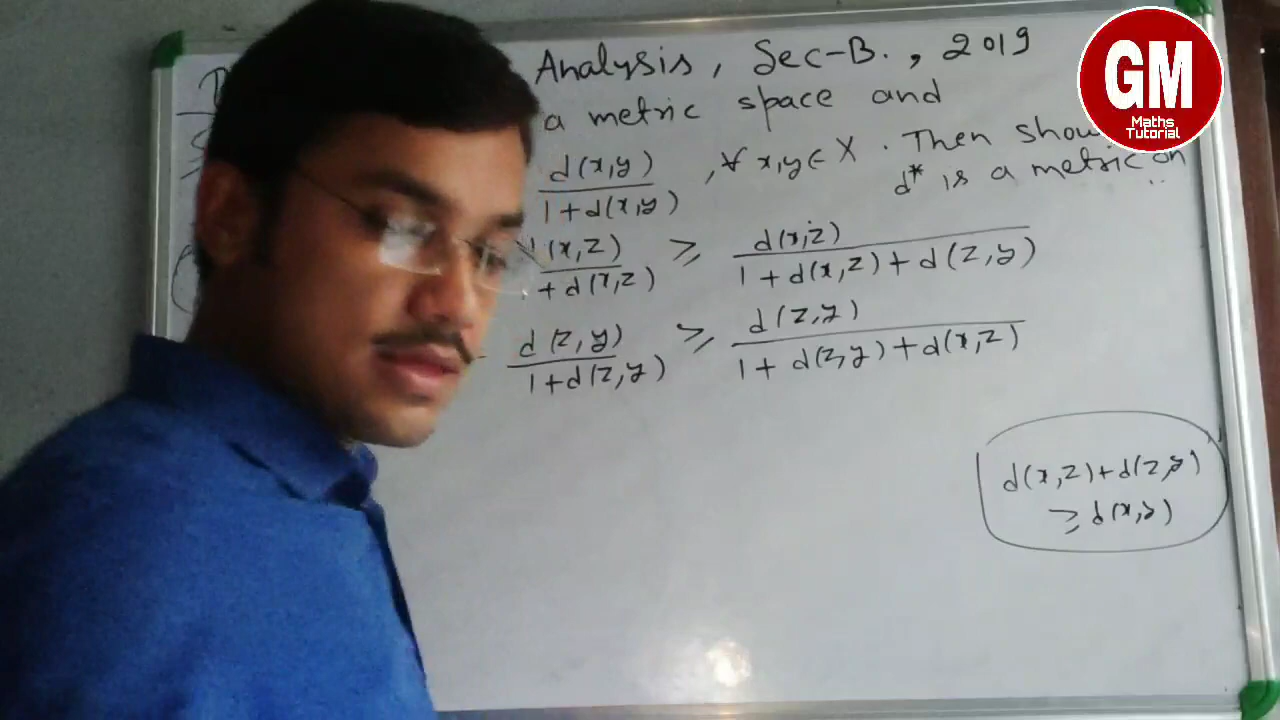 Analysis, Sec-B., 2019
a metric space and
d(x,y) / 1+d(x,y) , ∀ x,y ∈ X. Then show
d* is a metric on
(x,z) / + d(x,z) ≥ d(x,z) / 1+d(x,z)+d(z,y)
d(z,y) / 1+d(z,y) ≥ d(z,y) / 1+d(z,y)+d(x,z)
d(x,z)+d(z,y)
≥ d(x,y)
GM
Maths
Tutorial